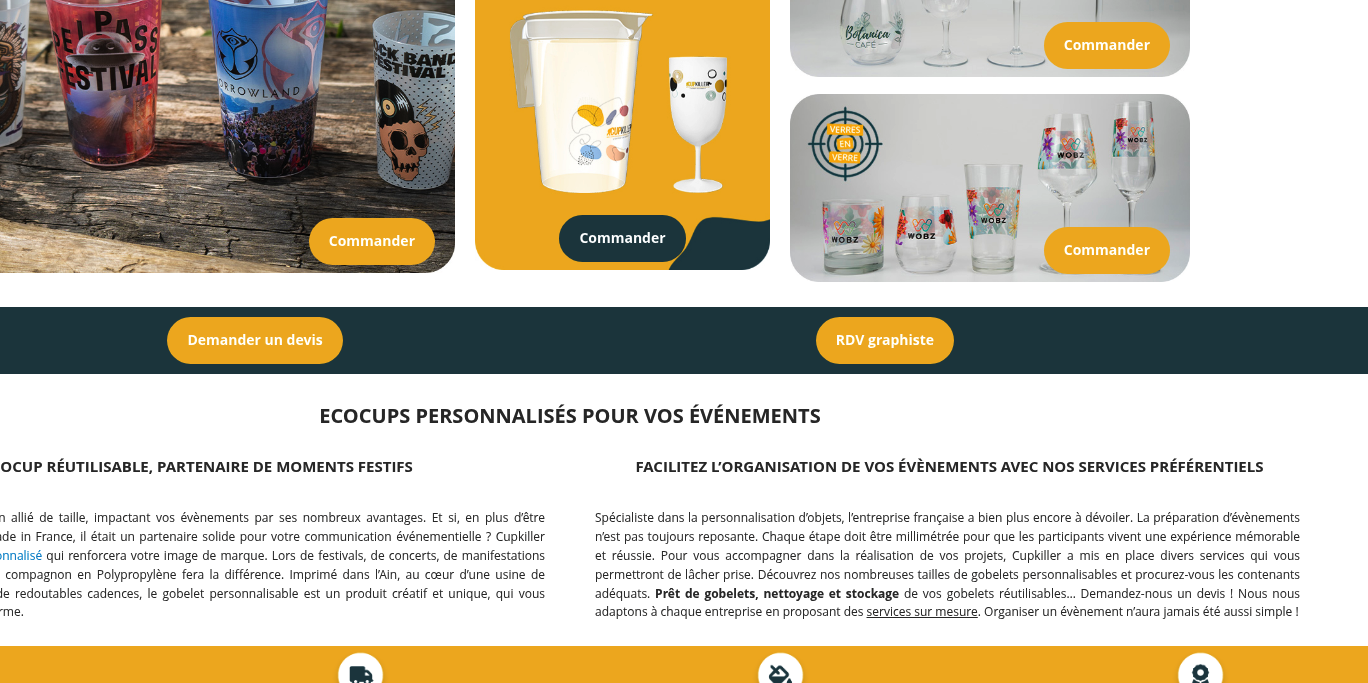 ELPASS
FESTIVAL
ORROWLAND
OCK BAND
FESTIVAL
Commander
#CUPKILLER
Commander
Botanica
CAFÉ
Commander
VERRES
EN
VERRE
WOBZ
WOBZ
WOBZ
WOBZ
WOBZ
Commander
Demander un devis
RDV graphiste
ECOCUPS PERSONNALISÉS POUR VOS ÉVÉNEMENTS
OCUP RÉUTILISABLE, PARTENAIRE DE MOMENTS FESTIFS
n allié de taille, impactant vos évènements par ses nombreux avantages. Et si, en plus d’être
de in France, il était un partenaire solide pour votre communication événementielle ? Cupkiller
onnalisé qui renforcera votre image de marque. Lors de festivals, de concerts, de manifestations
compagnon en Polypropylène fera la différence. Imprimé dans l’Ain, au cœur d’une usine de
de redoutables cadences, le gobelet personnalisable est un produit créatif et unique, qui vous
rme.
FACILITEZ L’ORGANISATION DE VOS ÉVÈNEMENTS AVEC NOS SERVICES PRÉFÉRENTIELS
Spécialiste dans la personnalisation d’objets, l’entreprise française a bien plus encore à dévoiler. La préparation d’évènements
n’est pas toujours reposante. Chaque étape doit être millimétrée pour que les participants vivent une expérience mémorable
et réussie. Pour vous accompagner dans la réalisation de vos projets, Cupkiller a mis en place divers services qui vous
permettront de lâcher prise. Découvrez nos nombreuses tailles de gobelets personnalisables et procurez-vous les contenants
adéquats. Prêt de gobelets, nettoyage et stockage de vos gobelets réutilisables… Demandez-nous un devis ! Nous nous
adaptons à chaque entreprise en proposant des services sur mesure. Organiser un évènement n’aura jamais été aussi simple !